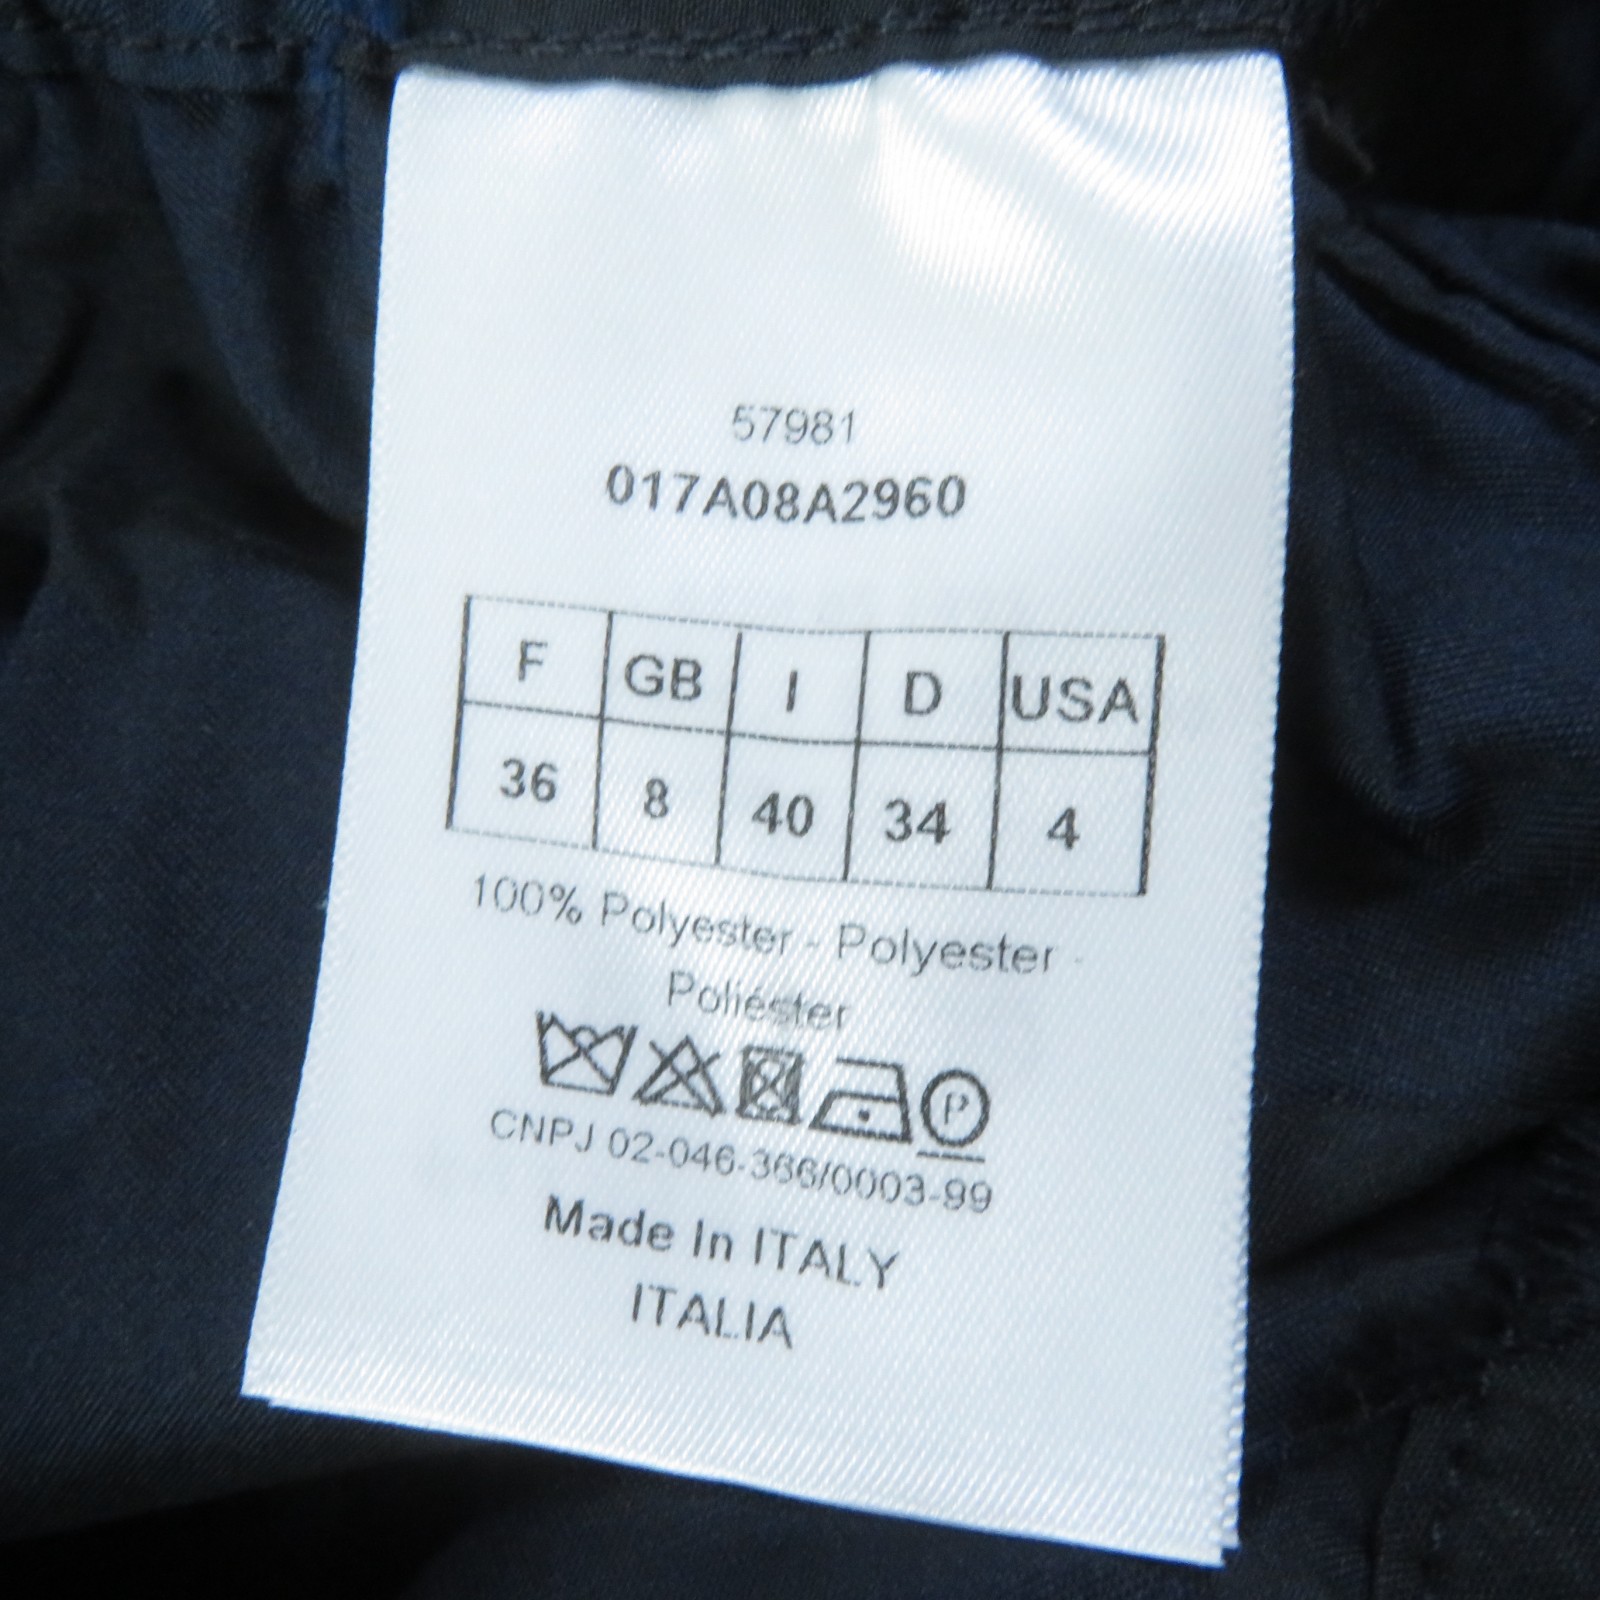 57981
017A08A2960
F GB I D USA
36 8 40 34 4
100% Polyester - Polyester -
Poliéster
P
CNPJ 02-046-366/0003-99
Made In ITALY
ITALIA